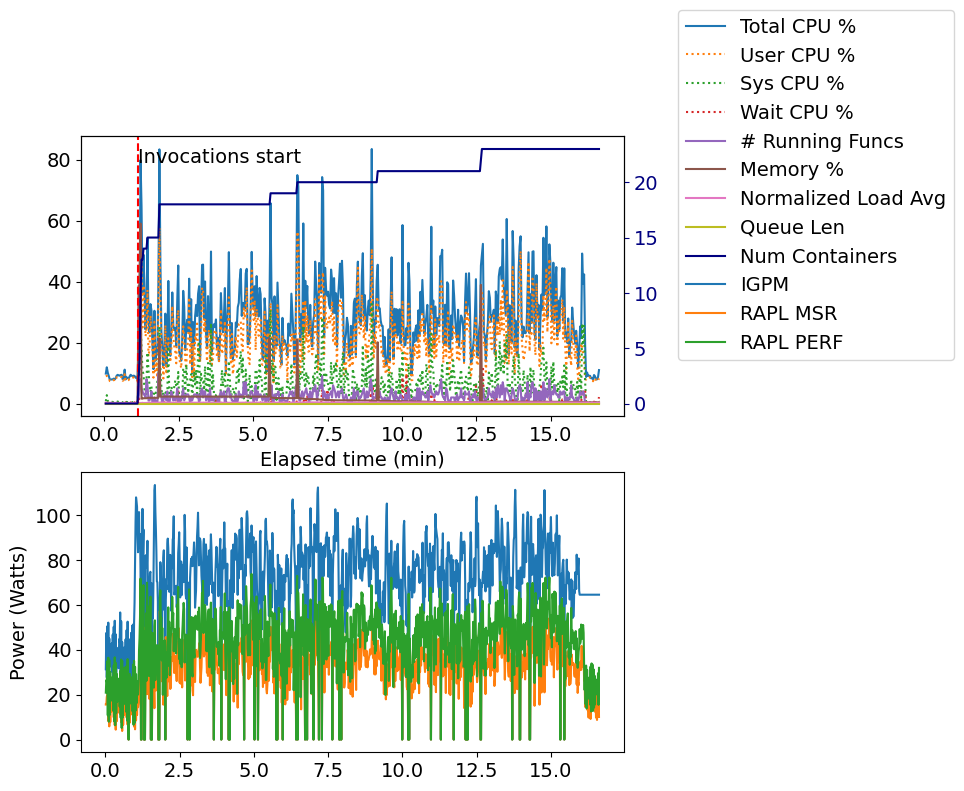 Total CPU %
User CPU %
Sys CPU %
Wait CPU %
# Running Funcs
Memory %
Normalized Load Avg
Queue Len
Num Containers
IGPM
RAPL MSR
RAPL PERF
Invocations start
80
60
40
20
0
20
15
10
5
0
0.0 2.5 5.0 7.5 10.0 12.5 15.0
Elapsed time (min)
Power (Watts)
100
80
60
40
20
0
0.0 2.5 5.0 7.5 10.0 12.5 15.0